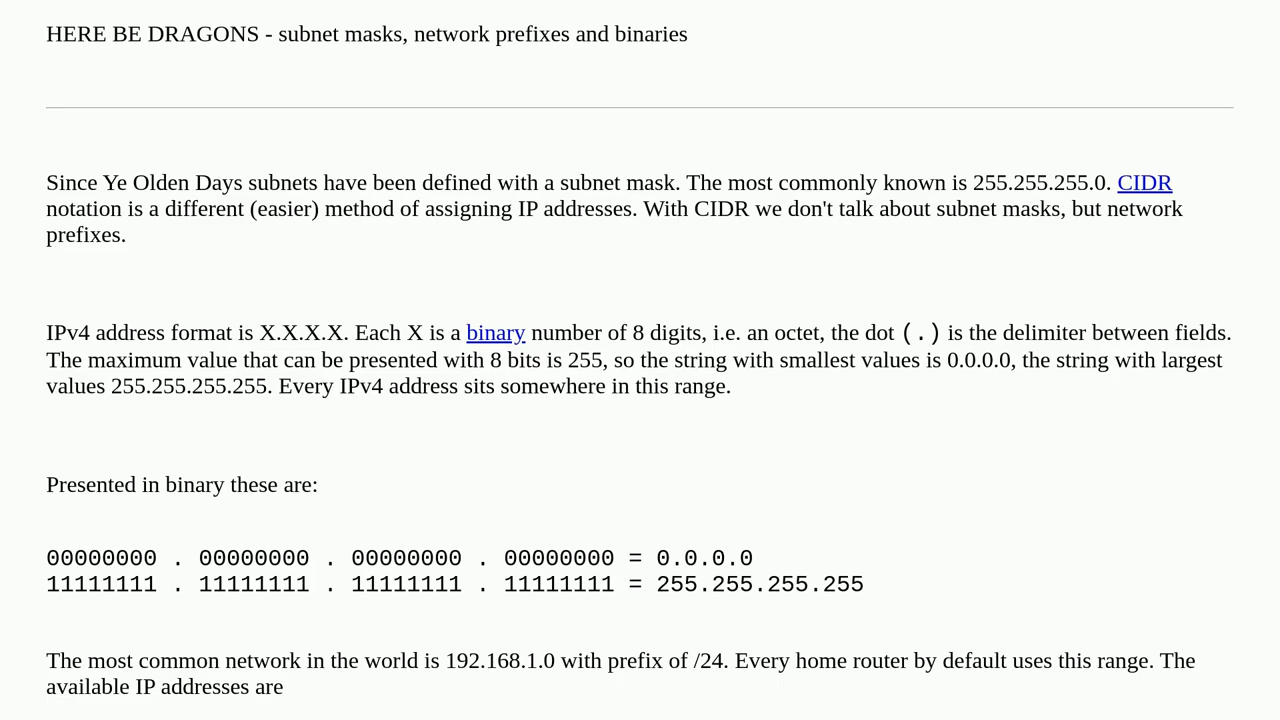 HERE BE DRAGONS - subnet masks, network prefixes and binaries
Since Ye Olden Days subnets have been defined with a subnet mask. The most commonly known is 255.255.255.0. CIDR
notation is a different (easier) method of assigning IP addresses. With CIDR we don't talk about subnet masks, but network
prefixes.
IPv4 address format is X.X.X.X. Each X is a binary number of 8 digits, i.e. an octet, the dot (.) is the delimiter between fields.
The maximum value that can be presented with 8 bits is 255, so the string with smallest values is 0.0.0.0, the string with largest
values 255.255.255.255. Every IPv4 address sits somewhere in this range.
Presented in binary these are:
00000000 . 00000000 . 00000000 . 00000000 = 0.0.0.0
11111111 . 11111111 . 11111111 . 11111111 = 255.255.255.255
The most common network in the world is 192.168.1.0 with prefix of /24. Every home router by default uses this range. The
available IP addresses are